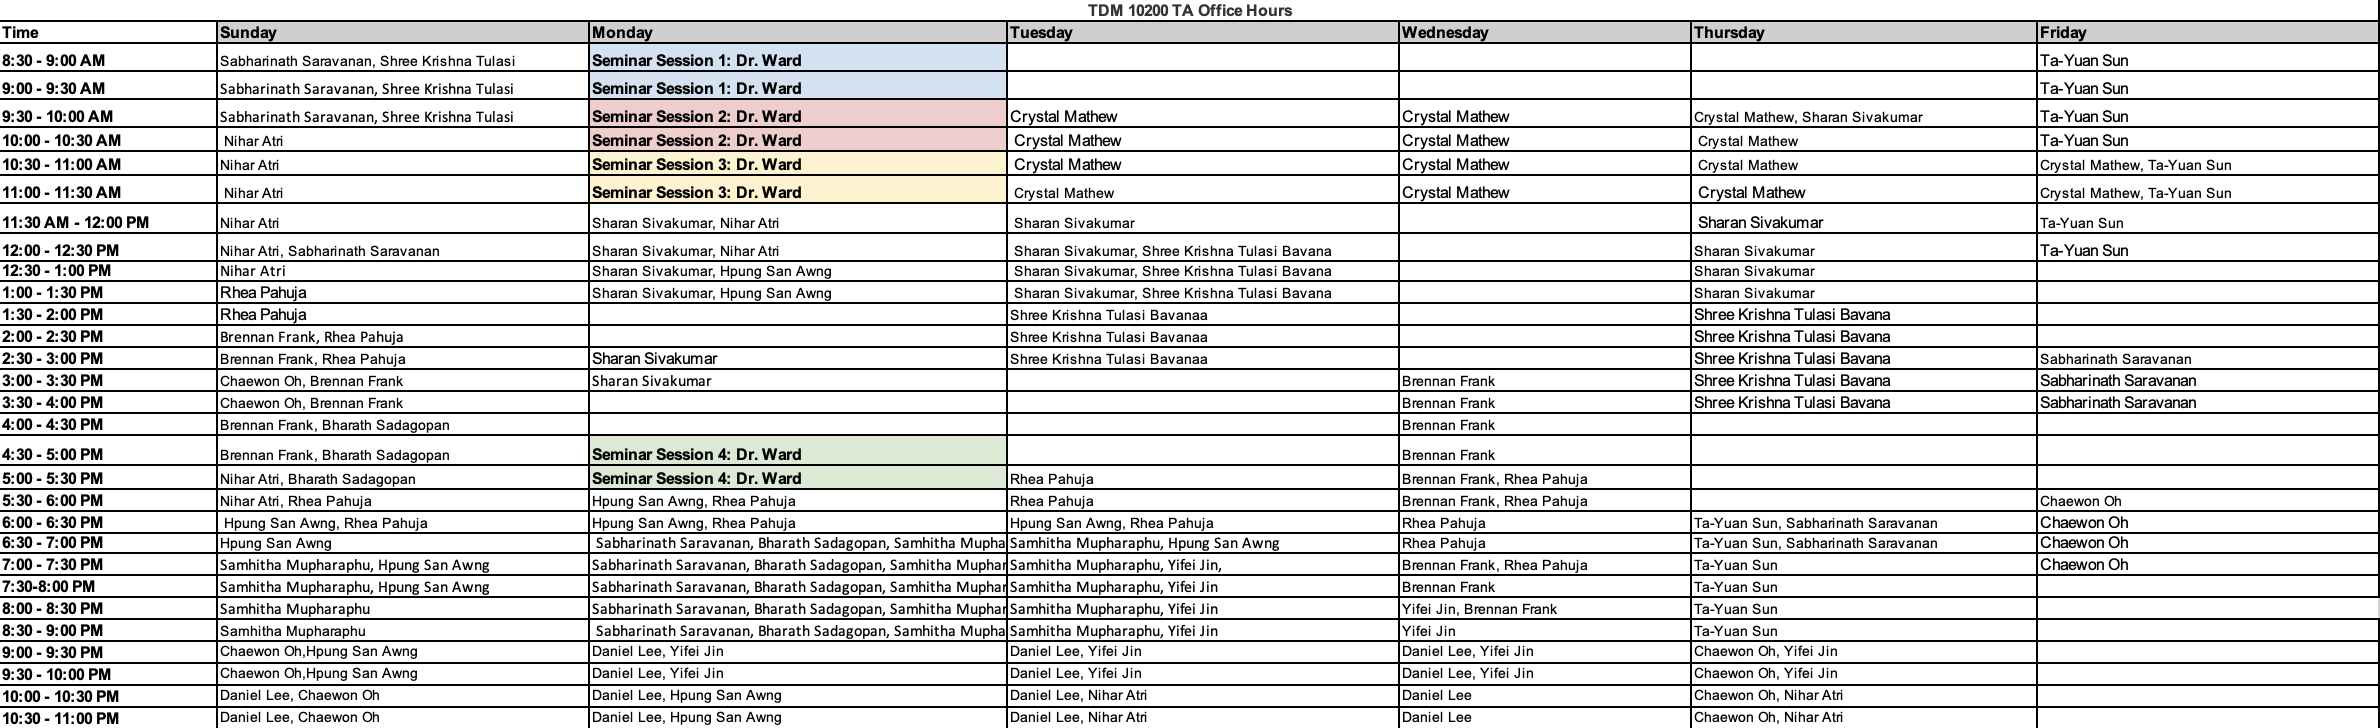 TDM 10200 TA Office Hours
Time Sunday Monday Tuesday Wednesday Thursday Friday
8:30 - 9:00 AM Sabharinath Saravanan, Shree Krishna Tulasi Seminar Session 1: Dr. Ward Ta-Yuan Sun
9:00 - 9:30 AM Sabharinath Saravanan, Shree Krishna Tulasi Seminar Session 1: Dr. Ward Ta-Yuan Sun
9:30 - 10:00 AM Sabharinath Saravanan, Shree Krishna Tulasi Seminar Session 2: Dr. Ward Crystal Mathew Crystal Mathew Crystal Mathew, Sharan Sivakumar Ta-Yuan Sun
10:00 - 10:30 AM Nihar Atri Seminar Session 2: Dr. Ward Crystal Mathew Crystal Mathew Crystal Mathew Ta-Yuan Sun
10:30 - 11:00 AM Nihar Atri Seminar Session 3: Dr. Ward Crystal Mathew Crystal Mathew Crystal Mathew Crystal Mathew, Ta-Yuan Sun
11:00 - 11:30 AM Nihar Atri Seminar Session 3: Dr. Ward Crystal Mathew Crystal Mathew Crystal Mathew Crystal Mathew, Ta-Yuan Sun
11:30 AM - 12:00 PM Nihar Atri Sharan Sivakumar, Nihar Atri Sharan Sivakumar Sharan Sivakumar Ta-Yuan Sun
12:00 - 12:30 PM Nihar Atri, Sabharinath Saravanan Sharan Sivakumar, Nihar Atri Sharan Sivakumar, Shree Krishna Tulasi Bavana Sharan Sivakumar Ta-Yuan Sun
12:30 - 1:00 PM Nihar Atri Sharan Sivakumar, Hpung San Awng Sharan Sivakumar, Shree Krishna Tulasi Bavana Sharan Sivakumar
1:00 - 1:30 PM Rhea Pahuja Sharan Sivakumar, Hpung San Awng Sharan Sivakumar, Shree Krishna Tulasi Bavana Sharan Sivakumar
1:30 - 2:00 PM Rhea Pahuja Shree Krishna Tulasi Bavanaa Shree Krishna Tulasi Bavana
2:00 - 2:30 PM Brennan Frank, Rhea Pahuja Shree Krishna Tulasi Bavanaa Shree Krishna Tulasi Bavana
2:30 - 3:00 PM Brennan Frank, Rhea Pahuja Sharan Sivakumar Shree Krishna Tulasi Bavanaa Shree Krishna Tulasi Bavana Sabharinath Saravanan
3:00 - 3:30 PM Chaewon Oh, Brennan Frank Sharan Sivakumar Brennan Frank Shree Krishna Tulasi Bavana Sabharinath Saravanan
3:30 - 4:00 PM Chaewon Oh, Brennan Frank Brennan Frank Shree Krishna Tulasi Bavana Sabharinath Saravanan
4:00 - 4:30 PM Brennan Frank, Bharath Sadagopan Brennan Frank
4:30 - 5:00 PM Brennan Frank, Bharath Sadagopan Seminar Session 4: Dr. Ward Brennan Frank
5:00 - 5:30 PM Nihar Atri, Bharath Sadagopan Seminar Session 4: Dr. Ward Rhea Pahuja Brennan Frank, Rhea Pahuja
5:30 - 6:00 PM Nihar Atri, Rhea Pahuja Hpung San Awng, Rhea Pahuja Rhea Pahuja Brennan Frank, Rhea Pahuja Chaewon Oh
6:00 - 6:30 PM Hpung San Awng, Rhea Pahuja Hpung San Awng, Rhea Pahuja Hpung San Awng, Rhea Pahuja Rhea Pahuja Ta-Yuan Sun, Sabharinath Saravanan Chaewon Oh
6:30 - 7:00 PM Hpung San Awng Sabharinath Saravanan, Bharath Sadagopan, Samhitha Mupha Samhitha Mupharaphu, Hpung San Awng Rhea Pahuja Ta-Yuan Sun, Sabharinath Saravanan Chaewon Oh
7:00 - 7:30 PM Samhitha Mupharaphu, Hpung San Awng Sabharinath Saravanan, Bharath Sadagopan, Samhitha Muphar Samhitha Mupharaphu, Yifei Jin, Brennan Frank, Rhea Pahuja Ta-Yuan Sun Chaewon Oh
7:30-8:00 PM Samhitha Mupharaphu, Hpung San Awng Sabharinath Saravanan, Bharath Sadagopan, Samhitha Muphar Samhitha Mupharaphu, Yifei Jin Brennan Frank Ta-Yuan Sun
8:00 - 8:30 PM Samhitha Mupharaphu Sabharinath Saravanan, Bharath Sadagopan, Samhitha Muphar Samhitha Mupharaphu, Yifei Jin Yifei Jin, Brennan Frank Ta-Yuan Sun
8:30 - 9:00 PM Samhitha Mupharaphu Sabharinath Saravanan, Bharath Sadagopan, Samhitha Mupha Samhitha Mupharaphu, Yifei Jin Yifei Jin Ta-Yuan Sun
9:00 - 9:30 PM Chaewon Oh,Hpung San Awng Daniel Lee, Yifei Jin Daniel Lee, Yifei Jin Daniel Lee, Yifei Jin Chaewon Oh, Yifei Jin
9:30 - 10:00 PM Chaewon Oh,Hpung San Awng Daniel Lee, Yifei Jin Daniel Lee, Yifei Jin Daniel Lee, Yifei Jin Chaewon Oh, Yifei Jin
10:00 - 10:30 PM Daniel Lee, Chaewon Oh Daniel Lee, Hpung San Awng Daniel Lee, Nihar Atri Daniel Lee Chaewon Oh, Nihar Atri
10:30 - 11:00 PM Daniel Lee, Chaewon Oh Daniel Lee, Hpung San Awng Daniel Lee, Nihar Atri Daniel Lee Chaewon Oh, Nihar Atri